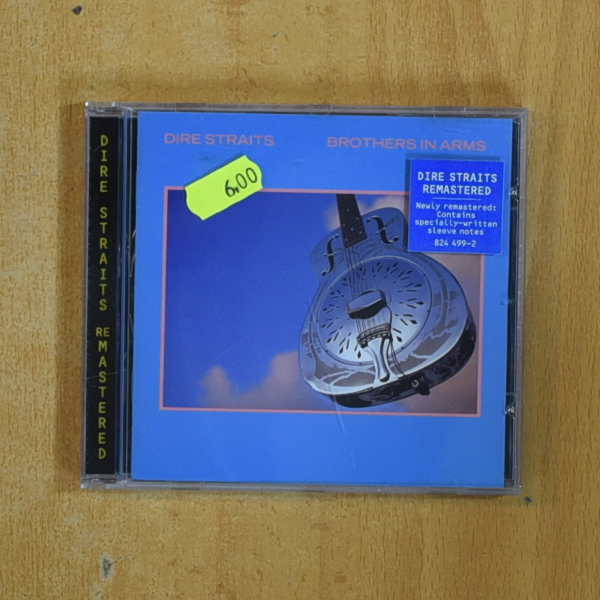 DIRE STRAITS REMASTERED
DIRE STRAITS
BROTHERS IN ARMS
6,00
DIRE STRAITS
REMASTERED
Newly remastered:
Contains
specially-written
sleeve notes
824 499-2